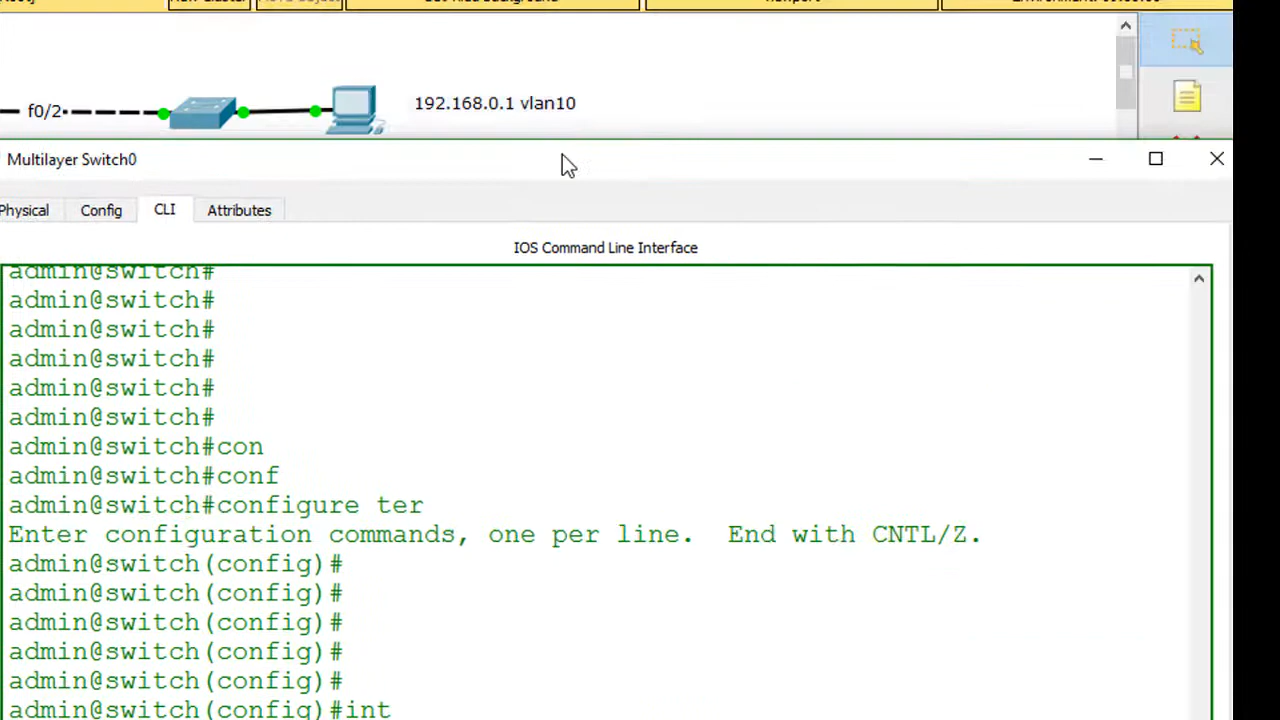 f0/2
192.168.0.1 vlan10
Multilayer Switch0
Physical Config CLI Attributes
IOS Command Line Interface
admin@switch#
admin@switch#
admin@switch#
admin@switch#
admin@switch#
admin@switch#
admin@switch#con
admin@switch#conf
admin@switch#configure ter
Enter configuration commands, one per line.  End with CNTL/Z.
admin@switch(config)#
admin@switch(config)#
admin@switch(config)#
admin@switch(config)#
admin@switch(config)#
admin@switch(config)#int